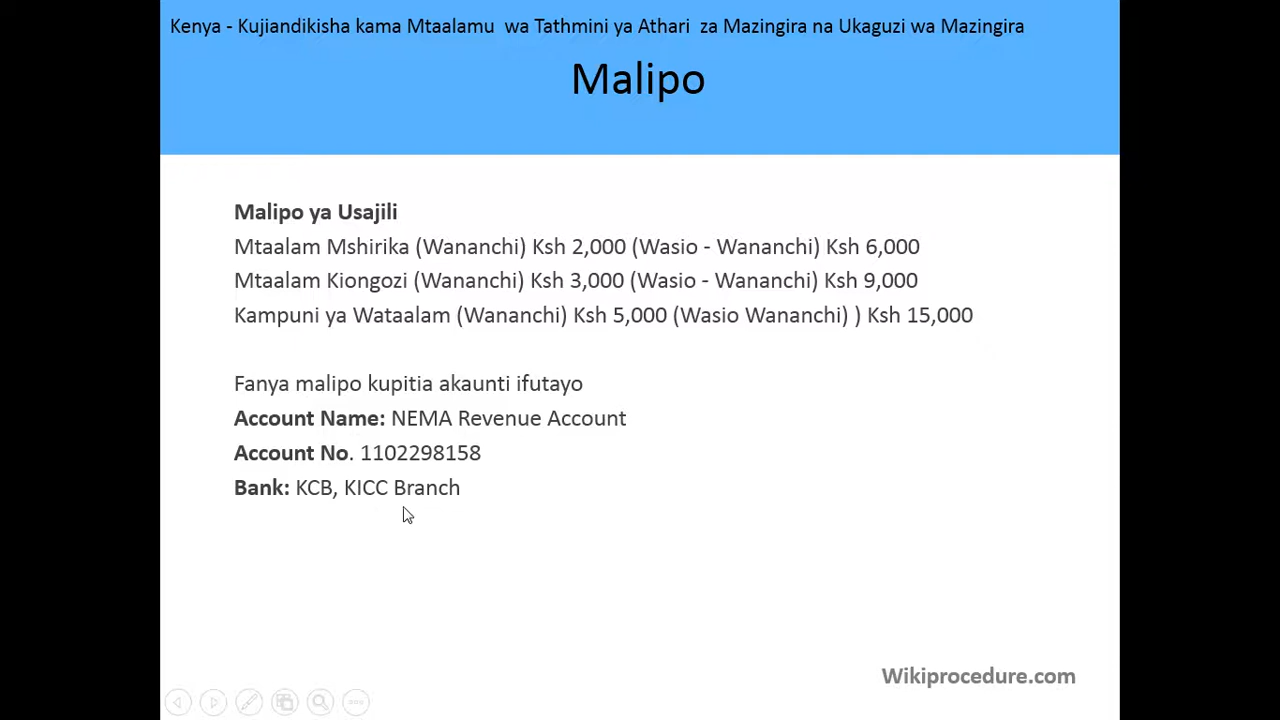 Kenya - Kujiandikisha kama Mtaalamu wa Tathmini ya Athari za Mazingira na Ukaguzi wa Mazingira
Malipo
Malipo ya Usajili
Mtaalam Mshirika (Wananchi) Ksh 2,000 (Wasio - Wananchi) Ksh 6,000
Mtaalam Kiongozi (Wananchi) Ksh 3,000 (Wasio - Wananchi) Ksh 9,000
Kampuni ya Wataalam (Wananchi) Ksh 5,000 (Wasio Wananchi) ) Ksh 15,000
Fanya malipo kupitia akaunti ifutayo
Account Name: NEMA Revenue Account
Account No. 1102298158
Bank: KCB, KICC Branch
Wikiprocedure.com